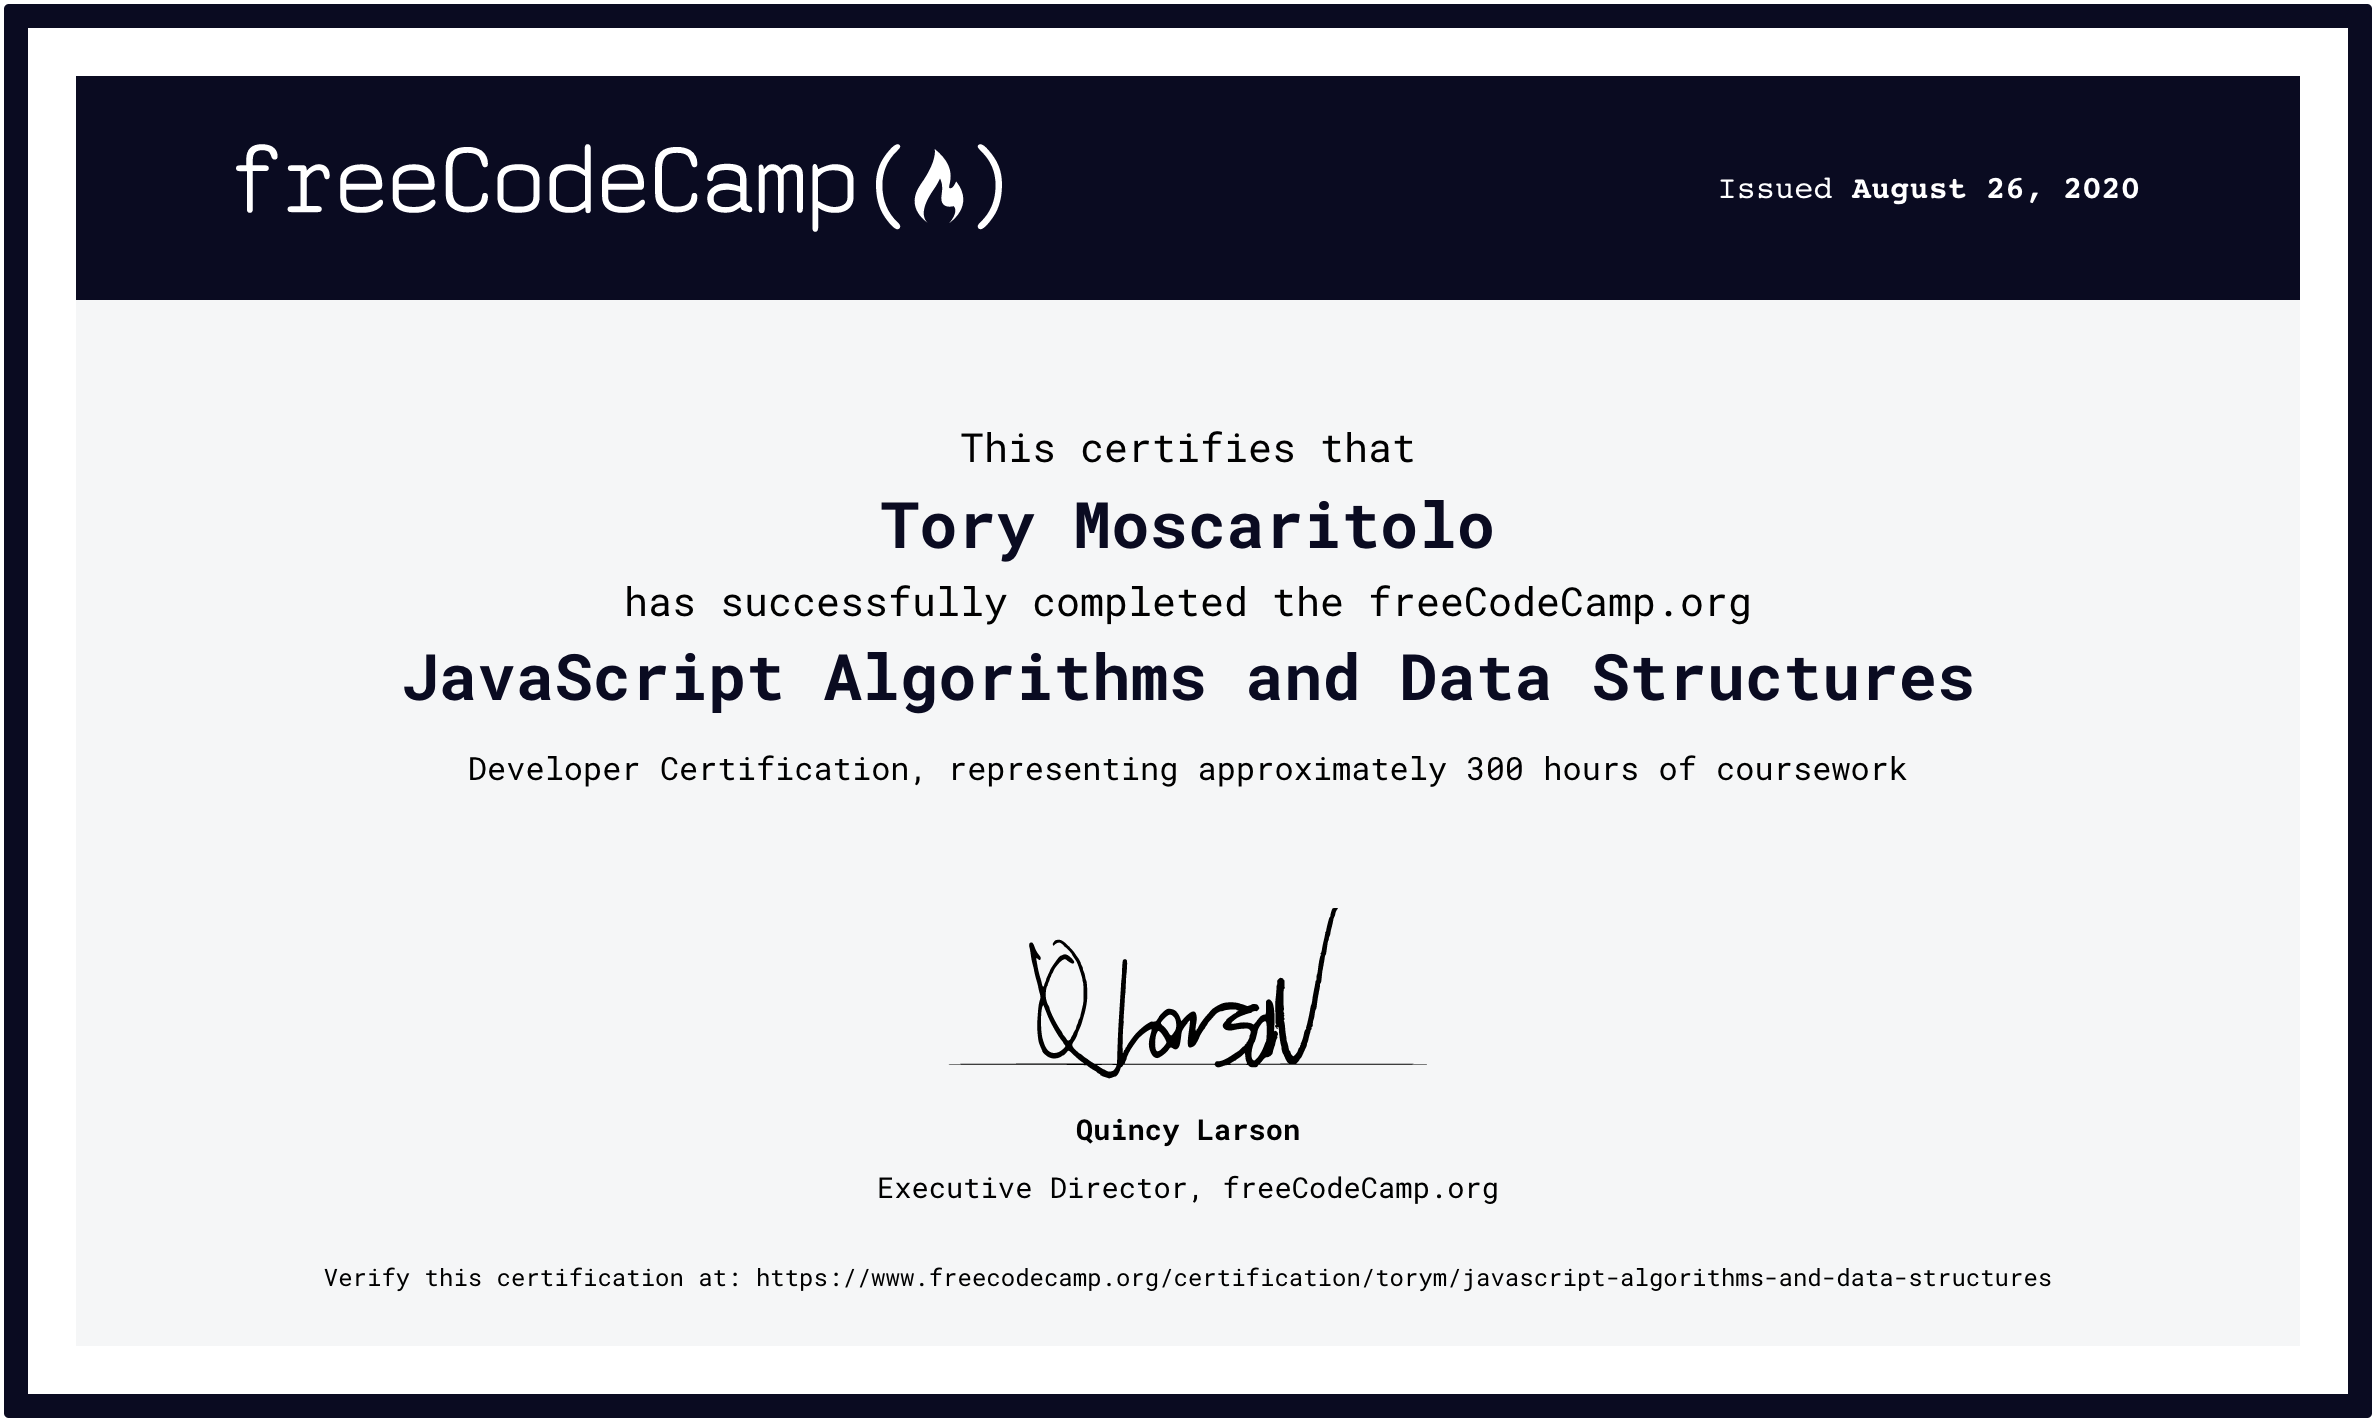 freeCodeCamp(🔥)
Issued August 26, 2020
This certifies that
Tory Moscaritolo
has successfully completed the freeCodeCamp.org
JavaScript Algorithms and Data Structures
Developer Certification, representing approximately 300 hours of coursework
QLarson
Quincy Larson
Executive Director, freeCodeCamp.org
Verify this certification at: https://www.freecodecamp.org/certification/torym/javascript-algorithms-and-data-structures